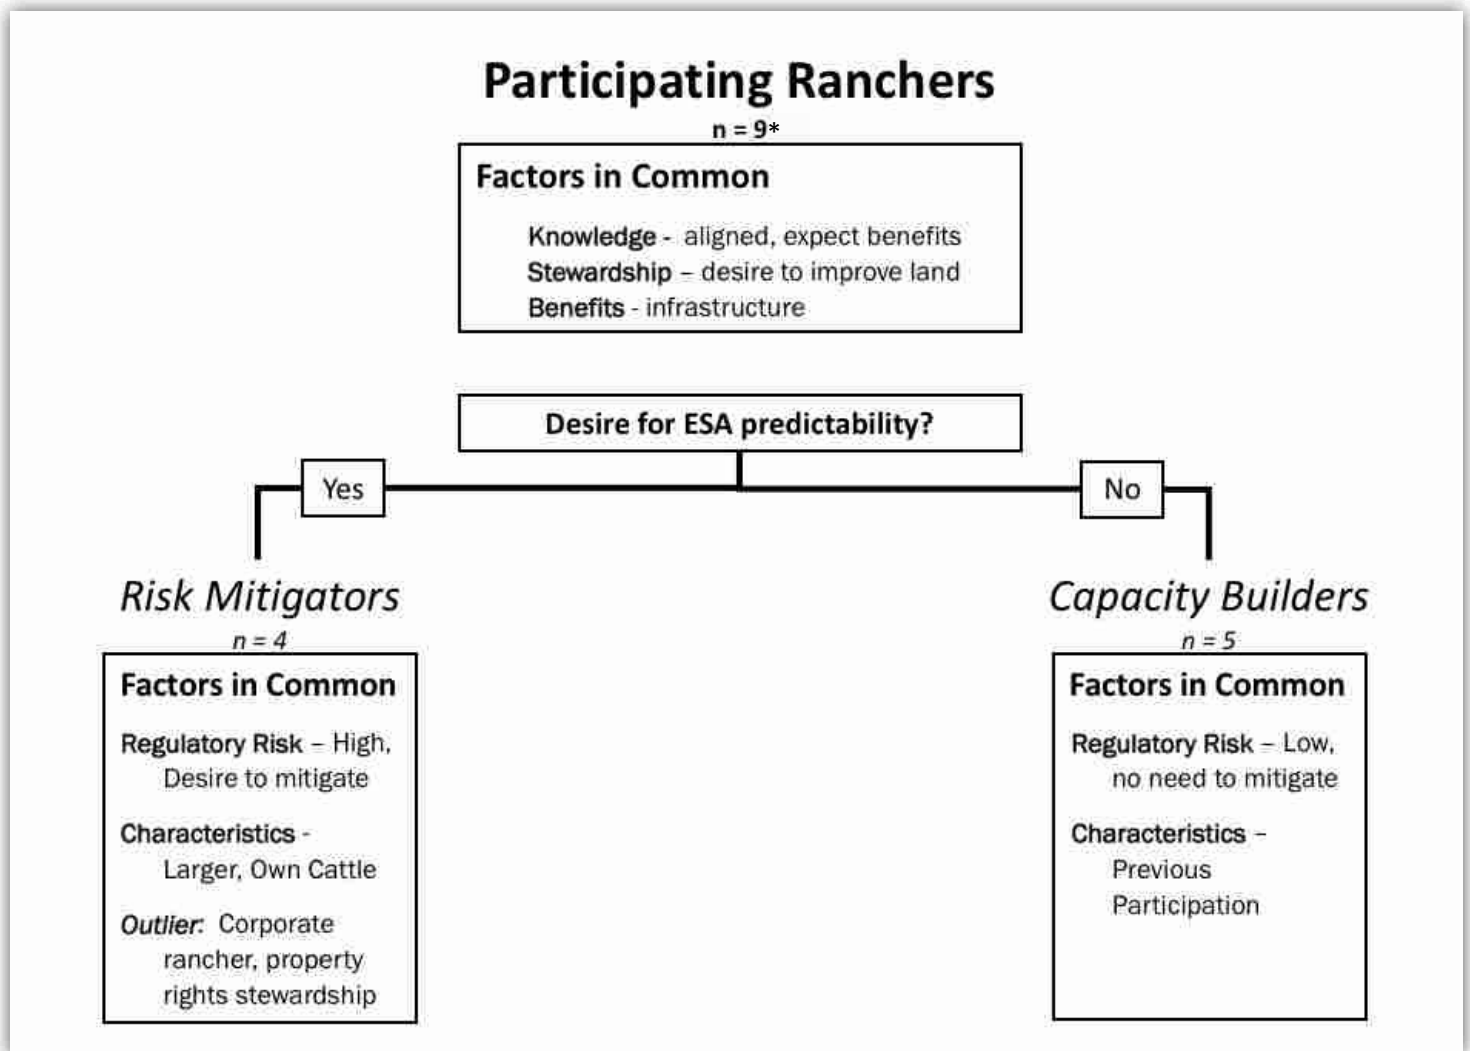 Participating Ranchers
n = 9*
Factors in Common
Knowledge - aligned, expect benefits
Stewardship – desire to improve land
Benefits - infrastructure
Desire for ESA predictability?
Yes
No
Risk Mitigators
n = 4
Factors in Common
Regulatory Risk – High,
Desire to mitigate
Characteristics -
Larger, Own Cattle
Outlier: Corporate
rancher, property
rights stewardship
Capacity Builders
n = 5
Factors in Common
Regulatory Risk – Low,
no need to mitigate
Characteristics –
Previous
Participation